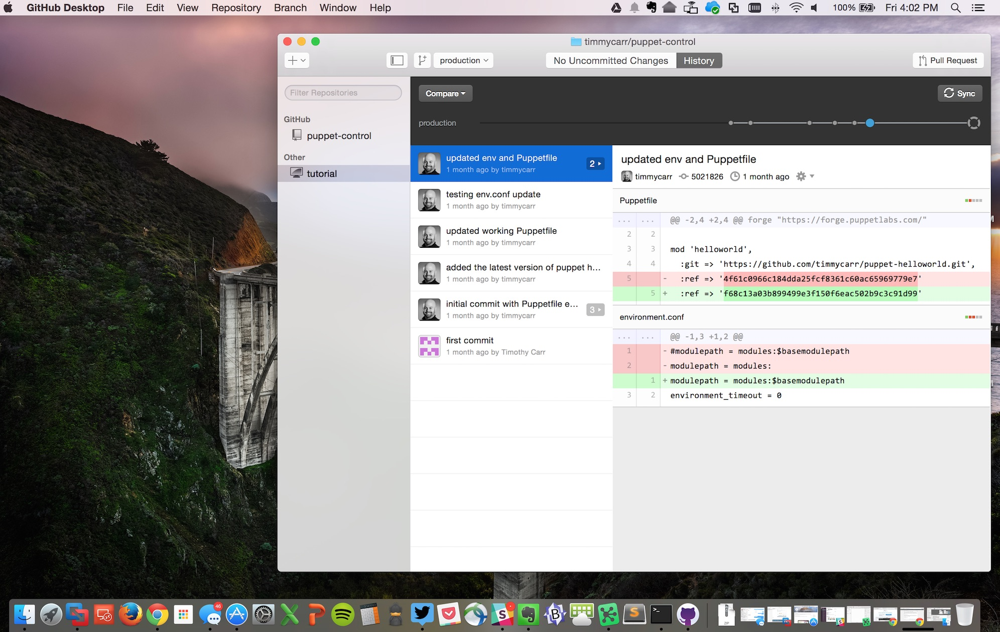 GitHub Desktop File Edit View Repository Branch Window Help 100% Fri 4:02 PM
timmycarr/puppet-control
production No Uncommitted Changes History Pull Request
Filter Repositories
GitHub
puppet-control
Other
tutorial
Compare Sync
production
updated env and Puppetfile
1 month ago by timmycarr
2
testing env.conf update
1 month ago by timmycarr
updated working Puppetfile
1 month ago by timmycarr
added the latest version of puppet h...
1 month ago by timmycarr
initial commit with Puppetfile e...
1 month ago by timmycarr
3
first commit
1 month ago by Timothy Carr
updated env and Puppetfile
timmycarr 5021826 1 month ago
Puppetfile
... ... @@ -2,4 +2,4 @@ forge "https://forge.puppetlabs.com/"
2 2
3 3 mod 'helloworld',
4 4 :git => 'https://github.com/timmycarr/puppet-helloworld.git',
5 - :ref => '4f61c0966c184dda25fcf8361c60ac65969779e7'
5 + :ref => 'f68c13a03b899499e3f150f6eac502b9c3c91d99'
environment.conf
... ... @@ -1,3 +1,2 @@
1 - #modulepath = modules:$basemodulepath
2 - modulepath = modules:
1 + modulepath = modules:$basemodulepath
3 2 environment_timeout = 0
46
ZIP